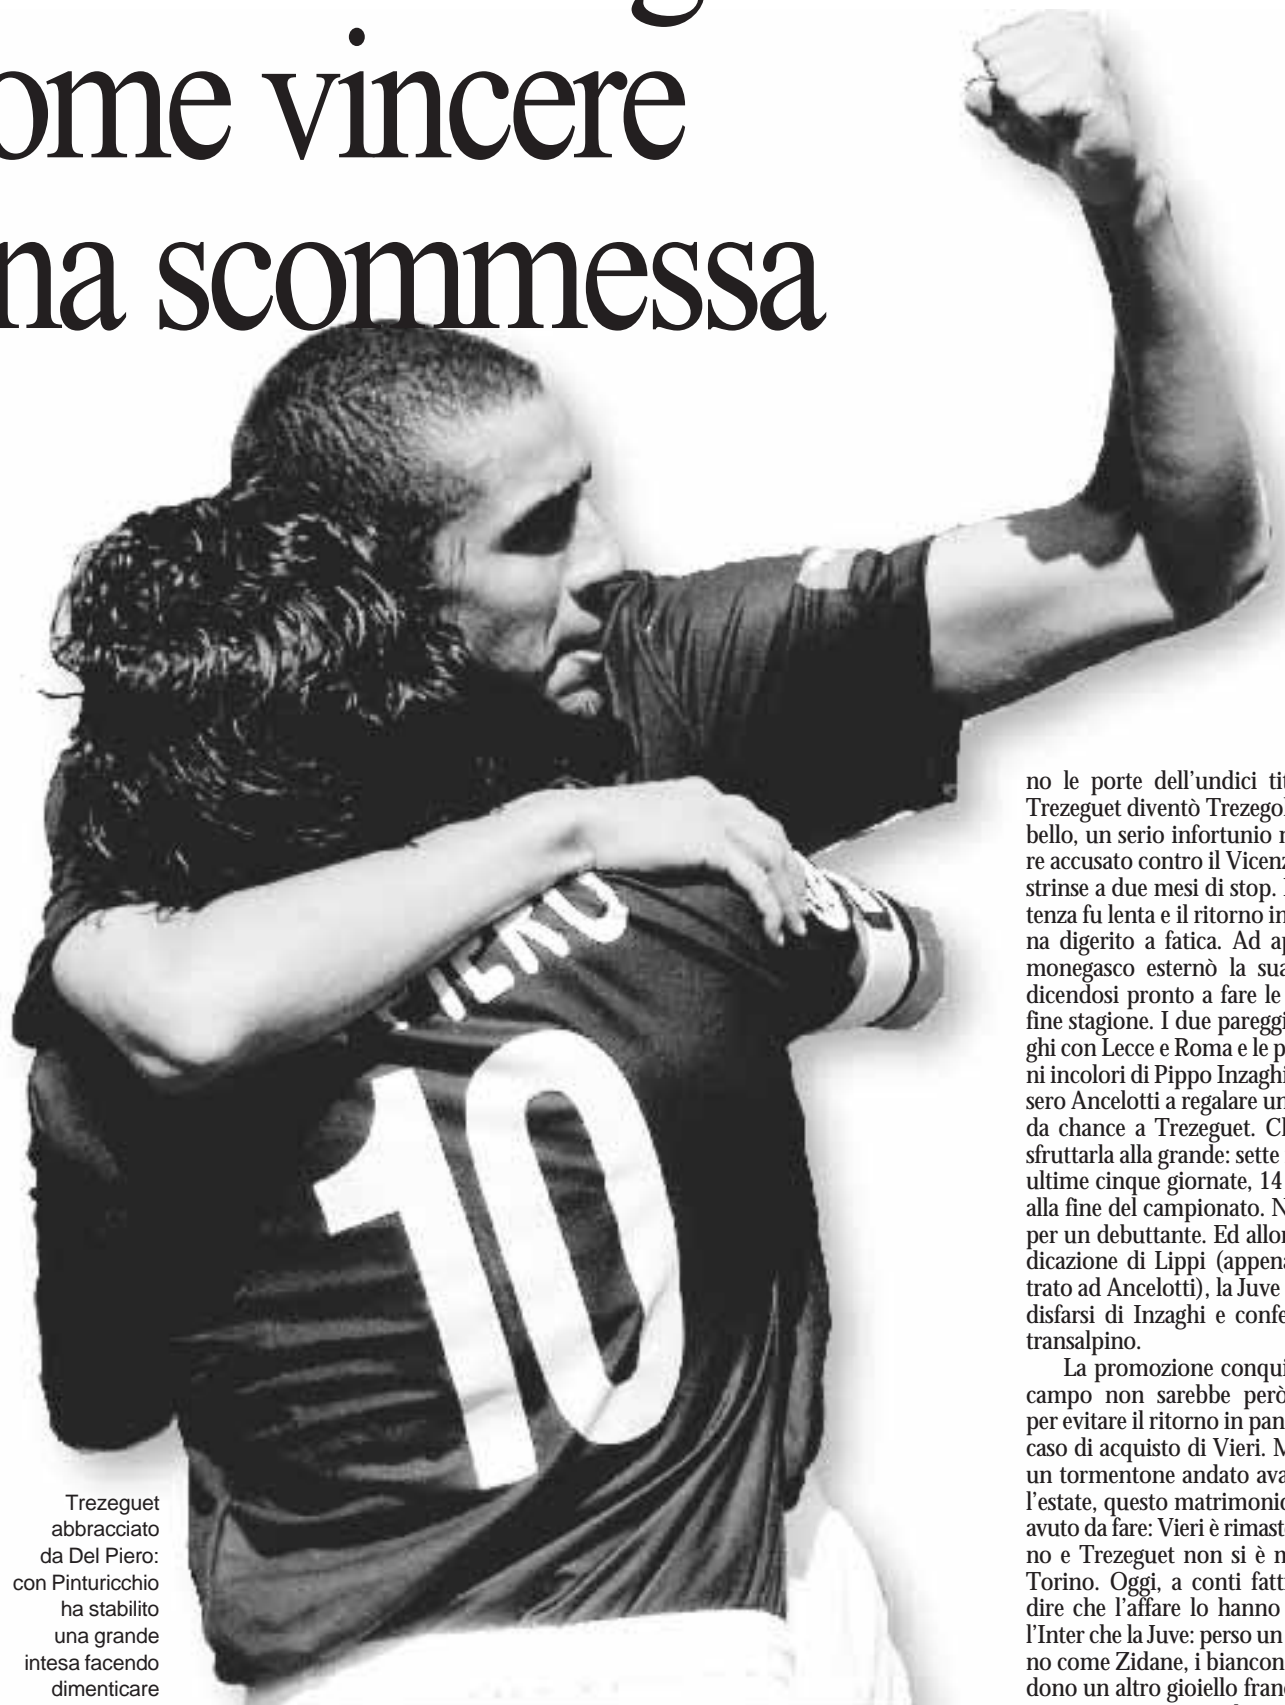 ome vincere
na scommessa
PIERO
10
Trezeguet
abbracciato
da Del Piero:
con Pinturicchio
ha stabilito
una grande
intesa facendo
dimenticare
no le porte dell'undici tit
Trezeguet diventò Trezego
bello, un serio infortunio
re accusato contro il Vicenz
strinse a due mesi di stop.
tenza fu lenta e il ritorno in
na digerito a fatica. Ad ap
monegasco esternò la sua
dicendosi pronto a fare le
fine stagione. I due pareggi
ghi con Lecce e Roma e le p
ni incolori di Pippo Inzaghi
sero Ancelotti a regalare un
da chance a Trezeguet. Ch
sfruttarla alla grande: sette
ultime cinque giornate, 14
alla fine del campionato. N
per un debuttante. Ed allor
dicazione di Lippi (appena
trato ad Ancelotti), la Juve
disfarsi di Inzaghi e confe
transalpino.
La promozione conqui
campo non sarebbe però
per evitare il ritorno in pan
caso di acquisto di Vieri. M
un tormentone andato ava
l'estate, questo matrimonio
avuto da fare: Vieri è rimast
no e Trezeguet non si è m
Torino. Oggi, a conti fatt
dire che l'affare lo hanno
l'Inter che la Juve: perso un
no come Zidane, i biancon
dono un altro gioiello fran